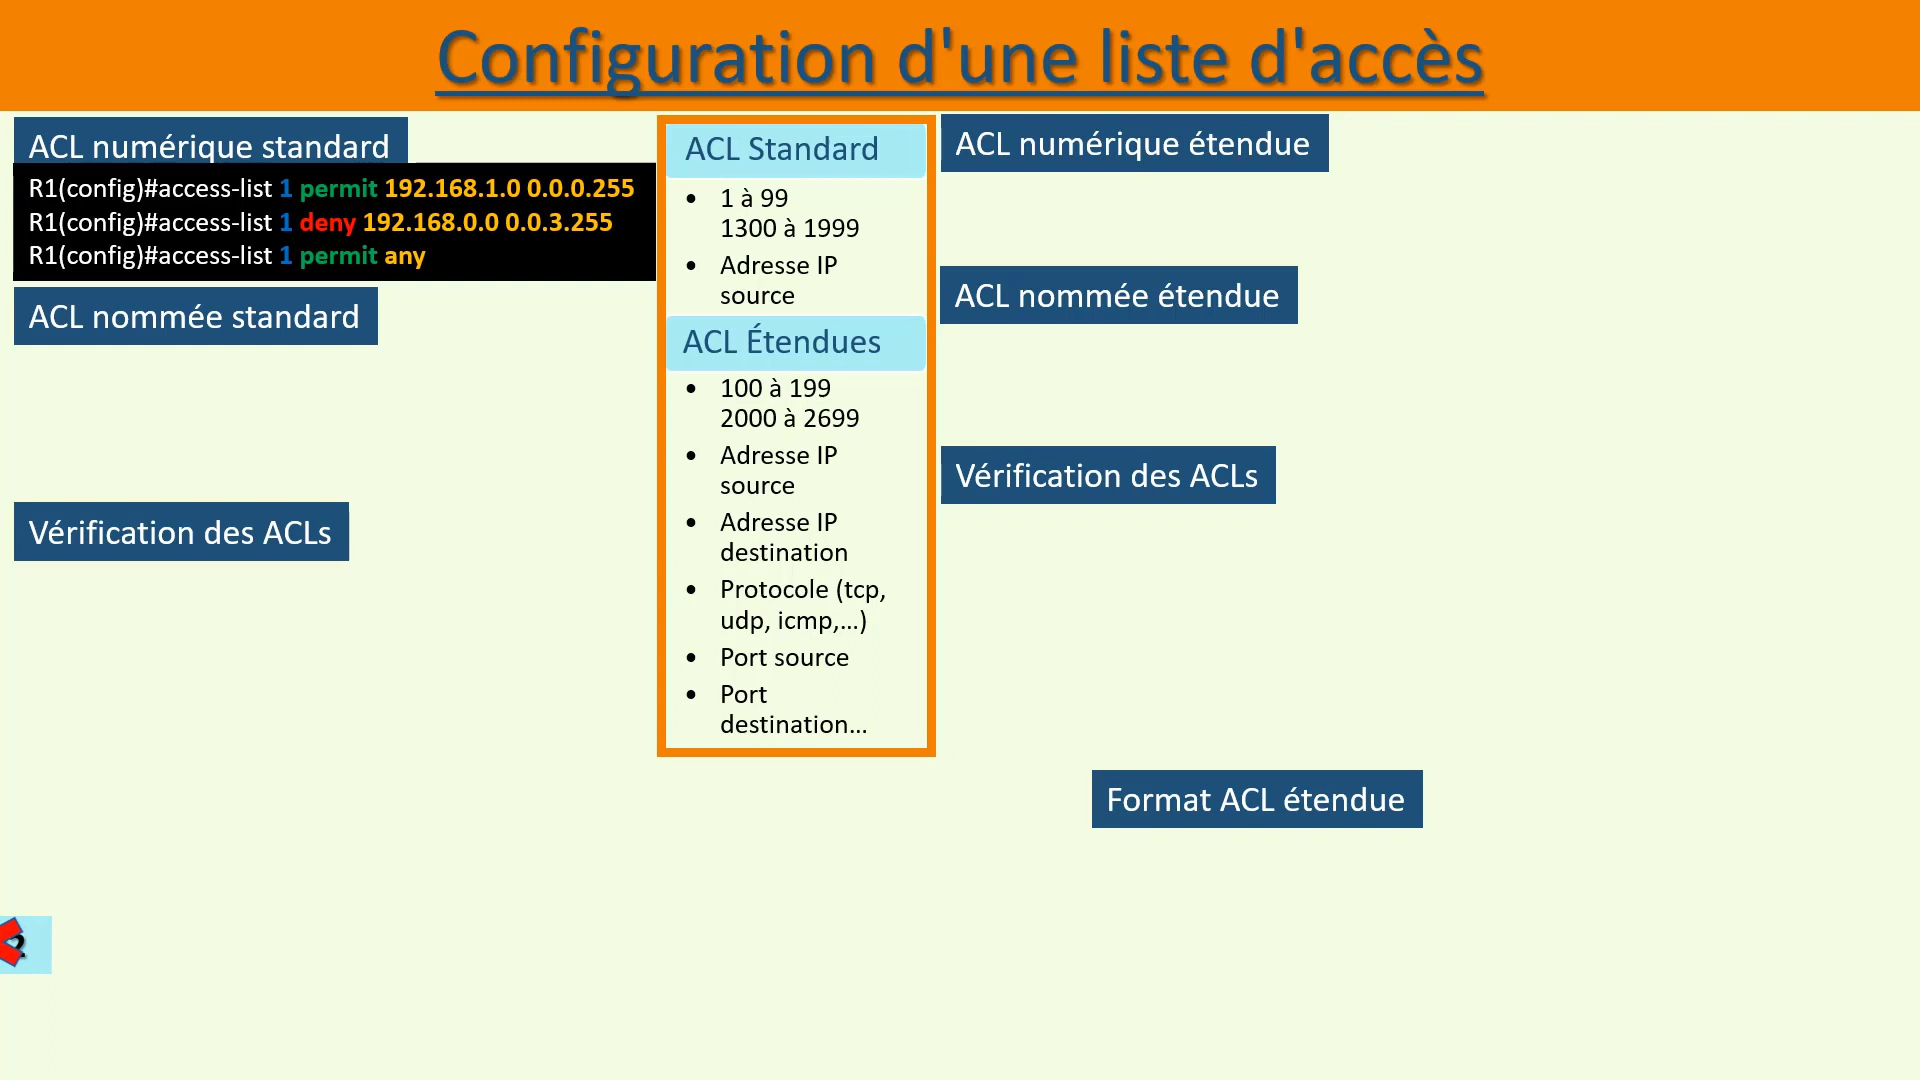 Configuration d'une liste d'accès
ACL numérique standard
R1(config)#access-list 1 permit 192.168.1.0 0.0.0.255
R1(config)#access-list 1 deny 192.168.0.0 0.0.3.255
R1(config)#access-list 1 permit any
ACL nommée standard
Vérification des ACLs
ACL Standard
• 1 à 99
1300 à 1999
• Adresse IP
source
ACL Étendues
• 100 à 199
2000 à 2699
• Adresse IP
source
• Adresse IP
destination
• Protocole (tcp,
udp, icmp,...)
• Port source
• Port
destination...
ACL numérique étendue
ACL nommée étendue
Vérification des ACLs
Format ACL étendue